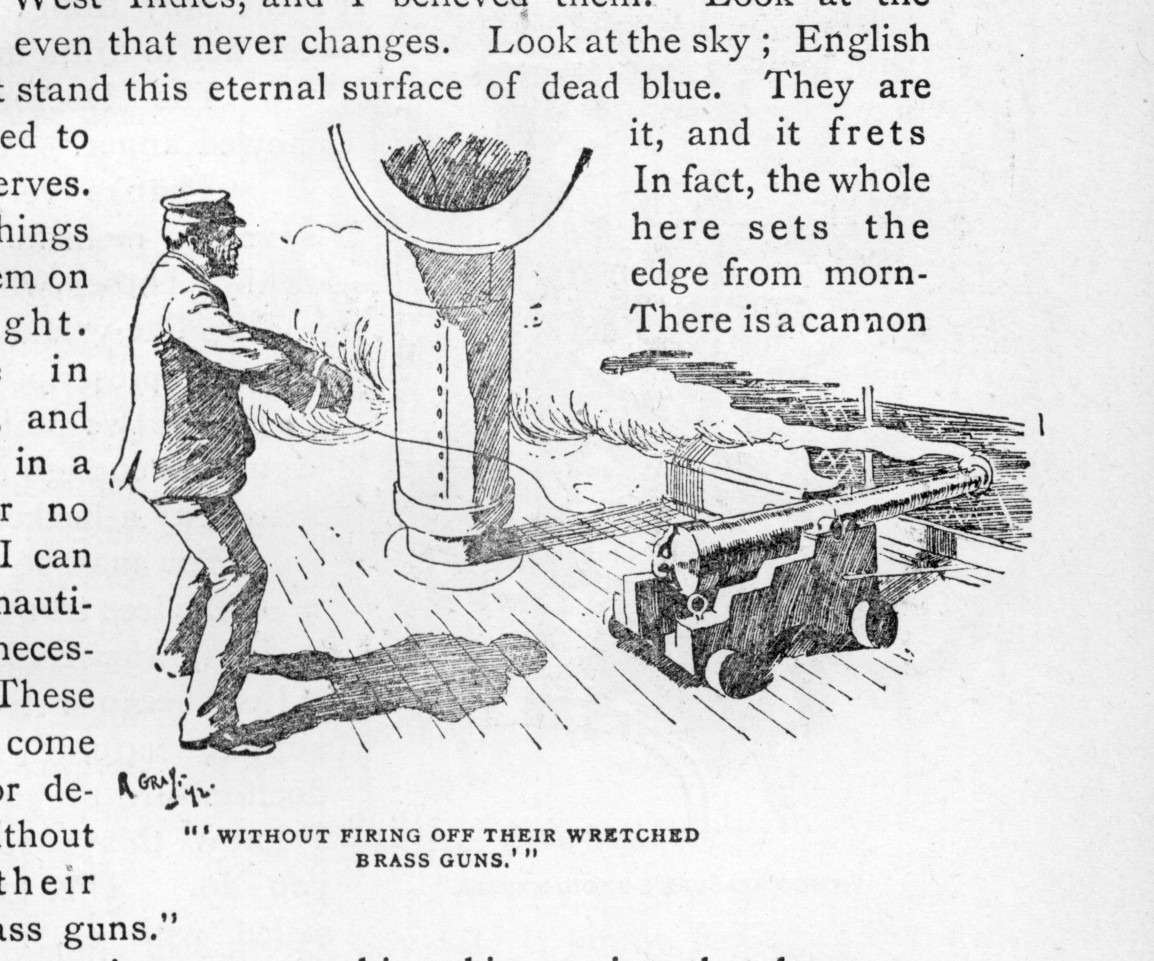 West Indies, and I believed them. Look at the
even that never changes. Look at the sky; English
stand this eternal surface of dead blue. They are
ed to it, and it frets
erves. In fact, the whole
hings here sets the
em on edge from morn-
ght. There is a cannon
in
and
in a
r no
I can
nauti-
neces-
These
come
or de-
ithout
their
ass guns."
"'WITHOUT FIRING OFF THEIR WRETCHED
BRASS GUNS.'"